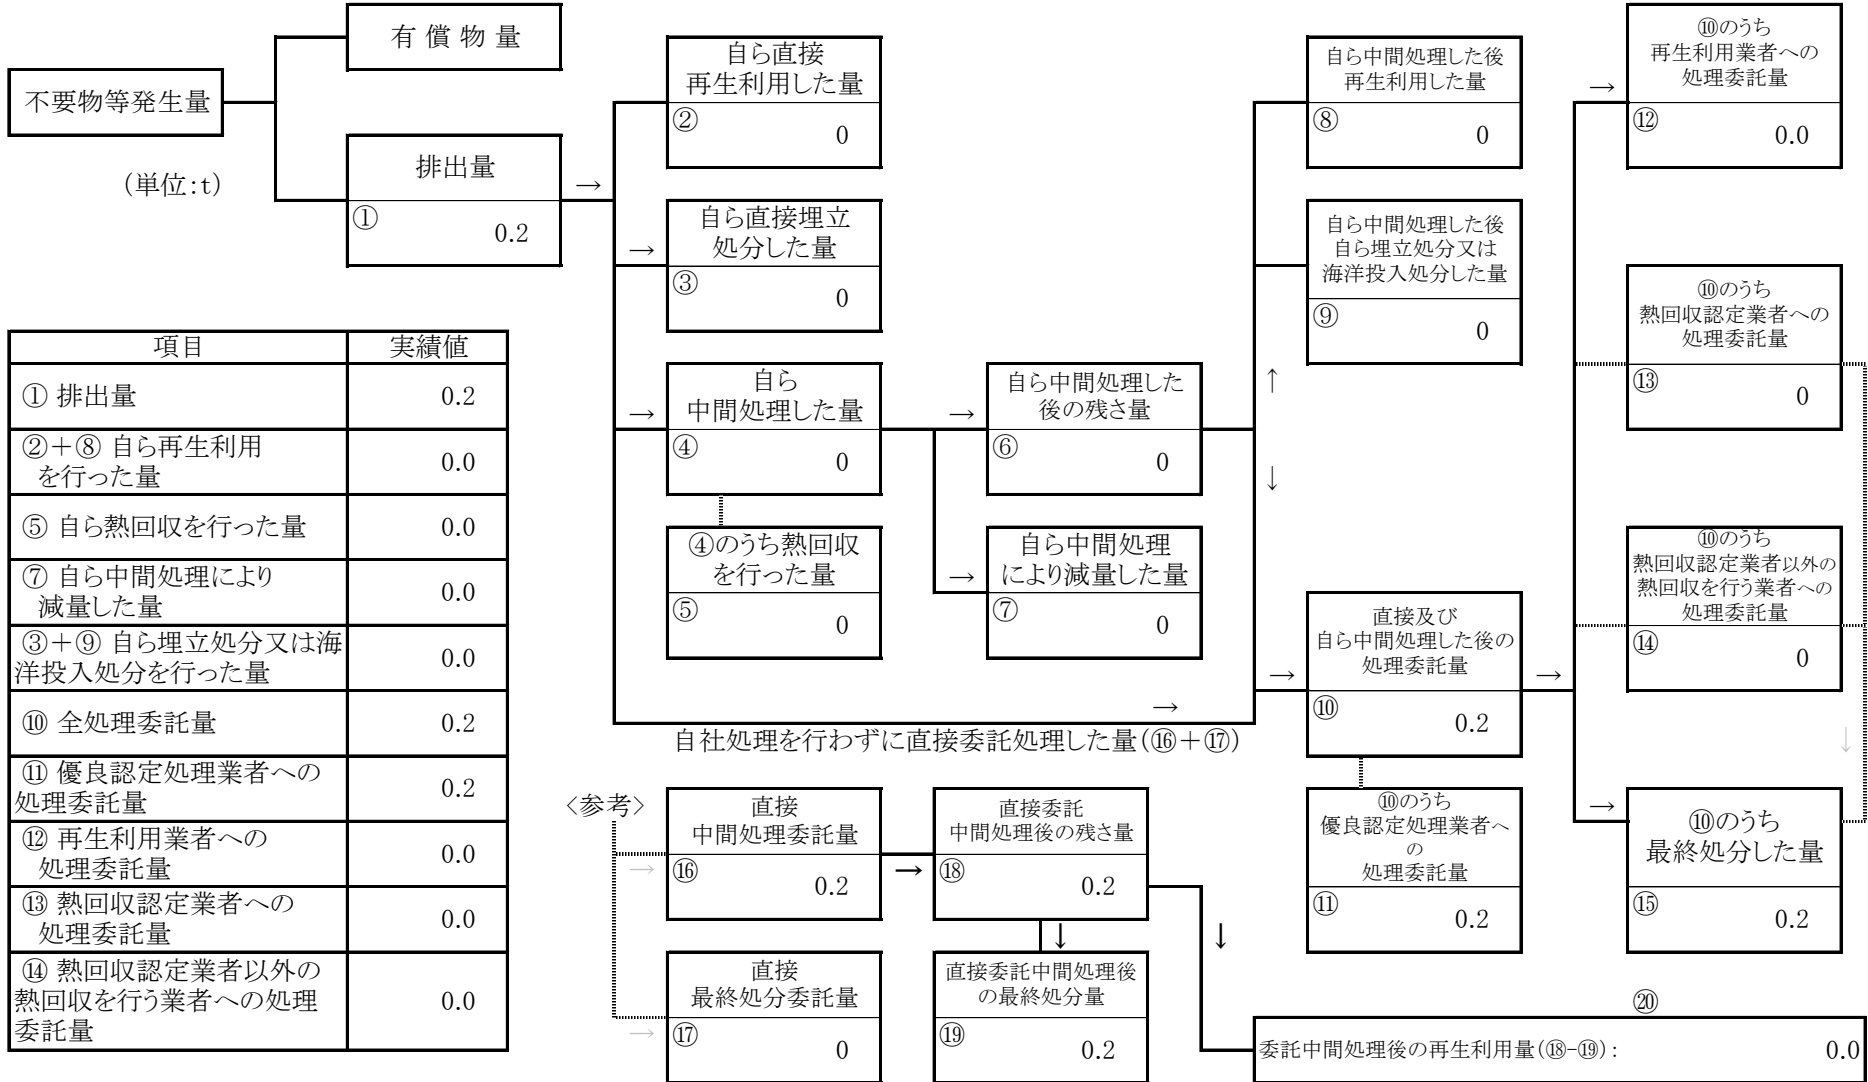 不要物等発生量
(単位:t)
有 償 物 量
排出量
①
0.2
→
自ら直接
再生利用した量
②
0
→
自ら直接埋立
処分した量
③
0
→
自ら
中間処理した量
④
0
④のうち熱回収
を行った量
⑤
0
→
自ら中間処理した
後の残さ量
⑥
0
→
自ら中間処理
により減量した量
⑦
0
自ら中間処理した後
再生利用した量
⑧
0
自ら中間処理した後
自ら埋立処分又は
海洋投入処分した量
⑨
0
↑
↓
→
直接及び
自ら中間処理した後の
処理委託量
⑩
0.2
→
⑩のうち
優良認定処理業者へ
の
処理委託量
⑪
0.2
→
⑩のうち
再生利用業者への
処理委託量
⑫
0.0
⑩のうち
熱回収認定業者への
処理委託量
⑬
0
⑩のうち
熱回収認定業者以外の
熱回収を行う業者への
処理委託量
⑭
0
↓
→
⑩のうち
最終処分した量
⑮
0.2
→
自社処理を行わずに直接委託処理した量(⑯+⑰)
<参考>
→
直接
中間処理委託量
⑯
0.2
→
直接
最終処分委託量
⑰
0
→
直接委託
中間処理後の残さ量
⑱
0.2
↓
直接委託中間処理後
の最終処分量
⑲
0.2
↓
⑳
委託中間処理後の再生利用量(⑱-⑲): 0.0
項目 実績値
① 排出量 0.2
②+⑧ 自ら再生利用
を行った量 0.0
⑤ 自ら熱回収を行った量 0.0
⑦ 自ら中間処理により
減量した量 0.0
③+⑨ 自ら埋立処分又は海
洋投入処分を行った量 0.0
⑩ 全処理委託量 0.2
⑪ 優良認定処理業者への
処理委託量 0.2
⑫ 再生利用業者への
処理委託量 0.0
⑬ 熱回収認定業者への
処理委託量 0.0
⑭ 熱回収認定業者以外の
熱回収を行う業者への処理
委託量 0.0